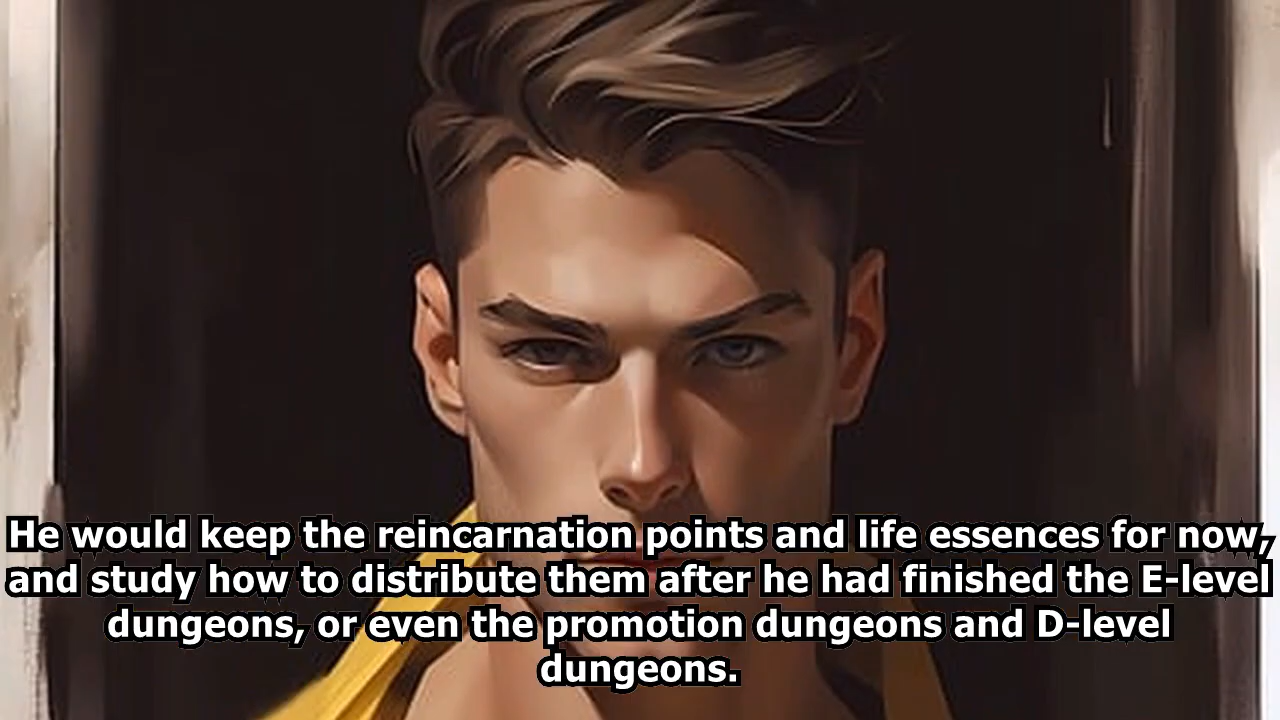 He would keep the reincarnation points and life essences for now,
and study how to distribute them after he had finished the E-level
dungeons, or even the promotion dungeons and D-level
dungeons.